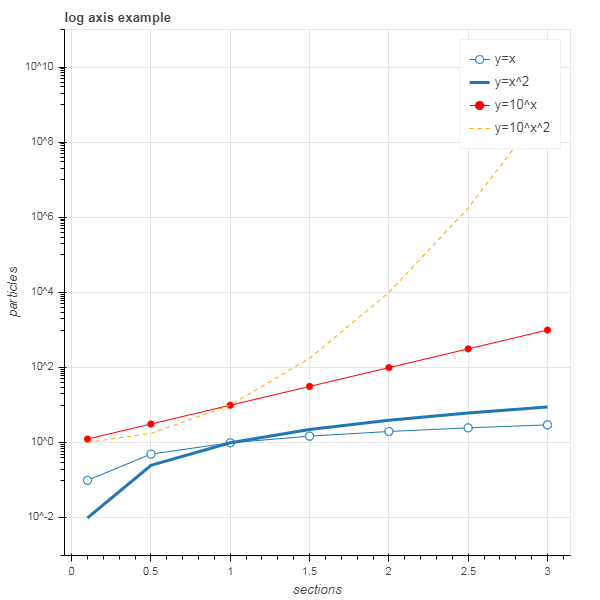 log axis example
y=x
y=x^2
y=10^x
y=10^x^2
10^10
10^8
10^6
10^4
10^2
10^0
10^-2
particles
0 0.5 1 1.5 2 2.5 3
sections